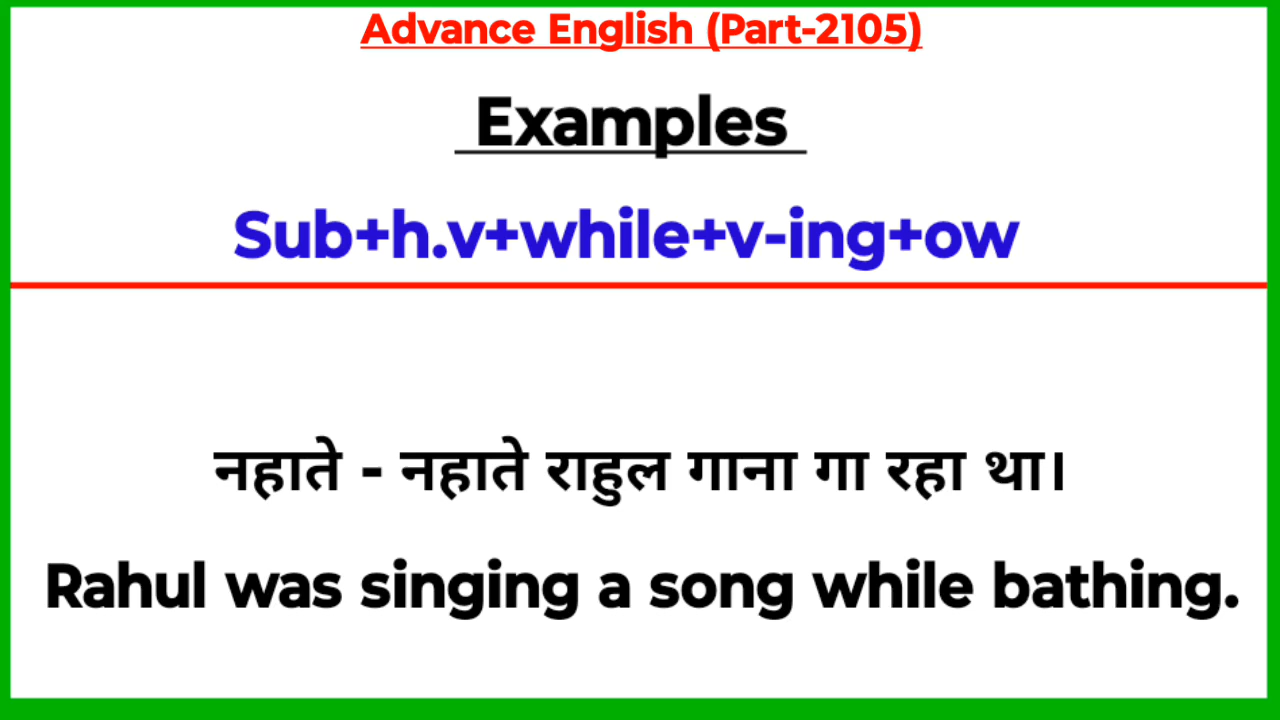 Advance English (Part-2105)
Examples
Sub+h.v+while+v-ing+ow
नहाते - नहाते राहुल गाना गा रहा था।
Rahul was singing a song while bathing.